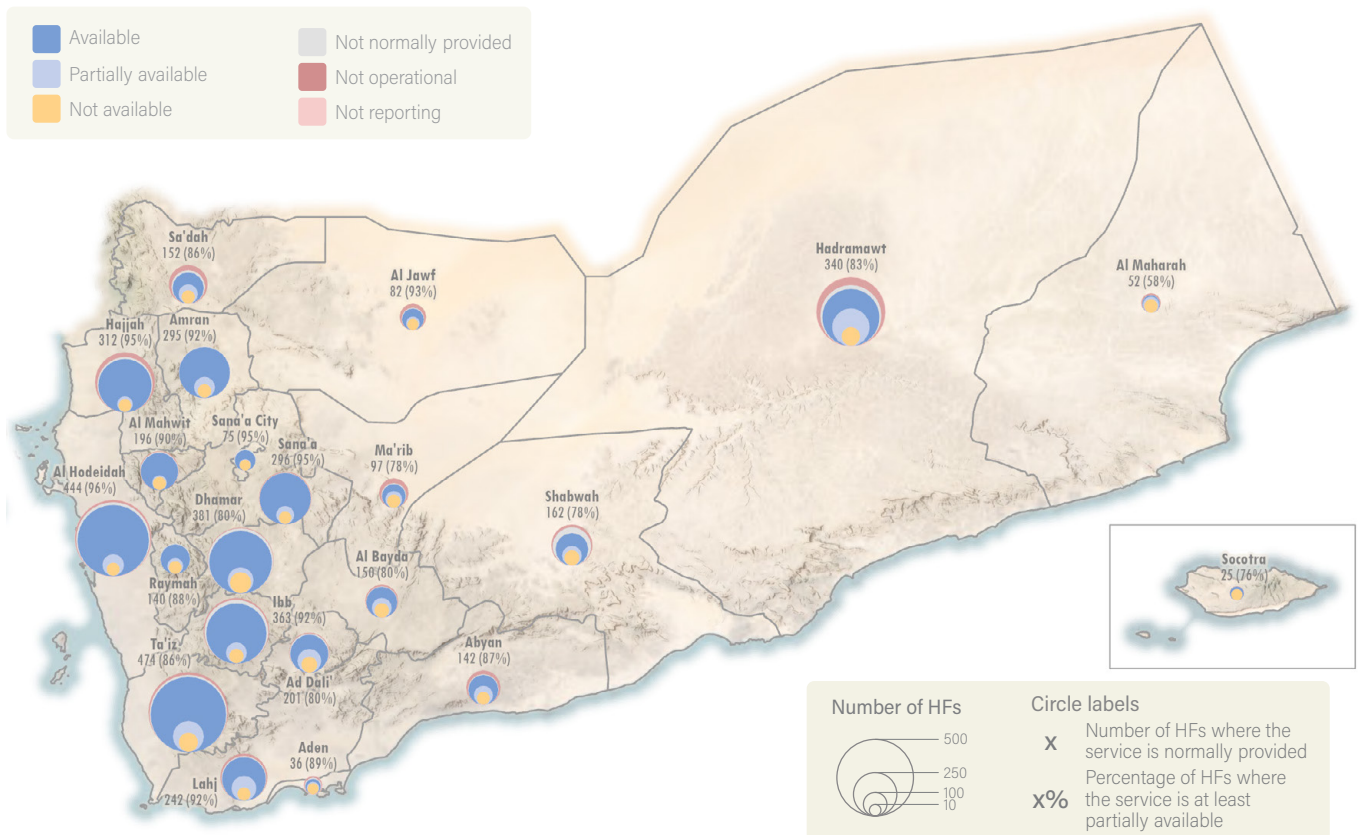 Available
Partially available
Not available
Not normally provided
Not operational
Not reporting
Sa'dah
152 (86%)
Al Jawf
82 (93%)
Hadramawt
340 (83%)
Al Maharah
52 (58%)
Hajjah
312 (95%)
Amran
295 (92%)
Al Mahwit
196 (90%)
Sana'a City
75 (95%)
Sana'a
296 (95%)
Ma'rib
97 (78%)
Al Hodeidah
444 (96%)
Dhamar
381 (80%)
Shabwah
162 (78%)
Al Bayda
150 (80%)
Raymah
140 (88%)
Ibb
363 (92%)
Socotra
25 (76%)
Ta'iz
474 (86%)
Ad Dali'
201 (80%)
Abyan
142 (87%)
Aden
36 (89%)
Lahj
242 (92%)
Number of HFs
500
250
100
10
Circle labels
x
Number of HFs where the
service is normally provided
x%
Percentage of HFs where
the service is at least
partially available